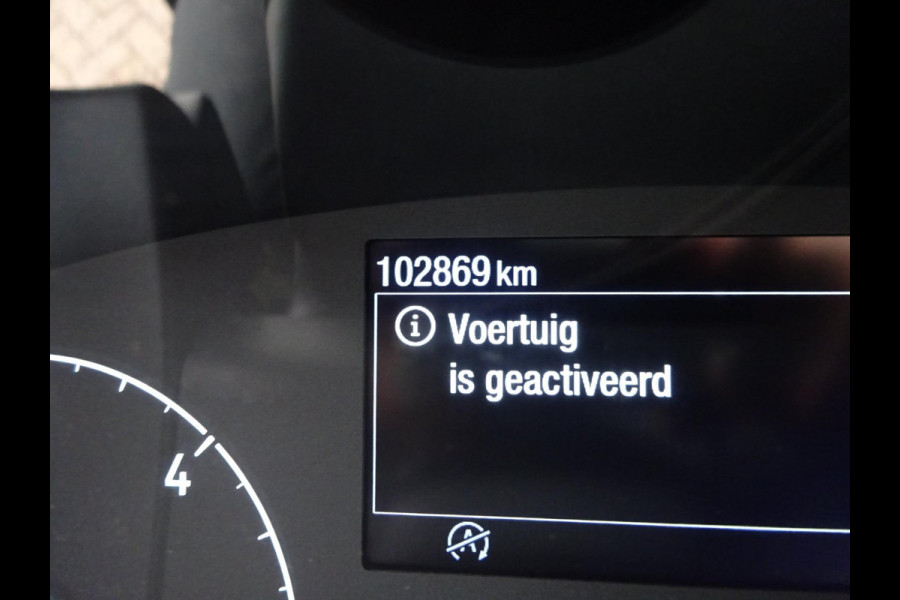 102869 km
i Voertuig
is geactiveerd
4
A